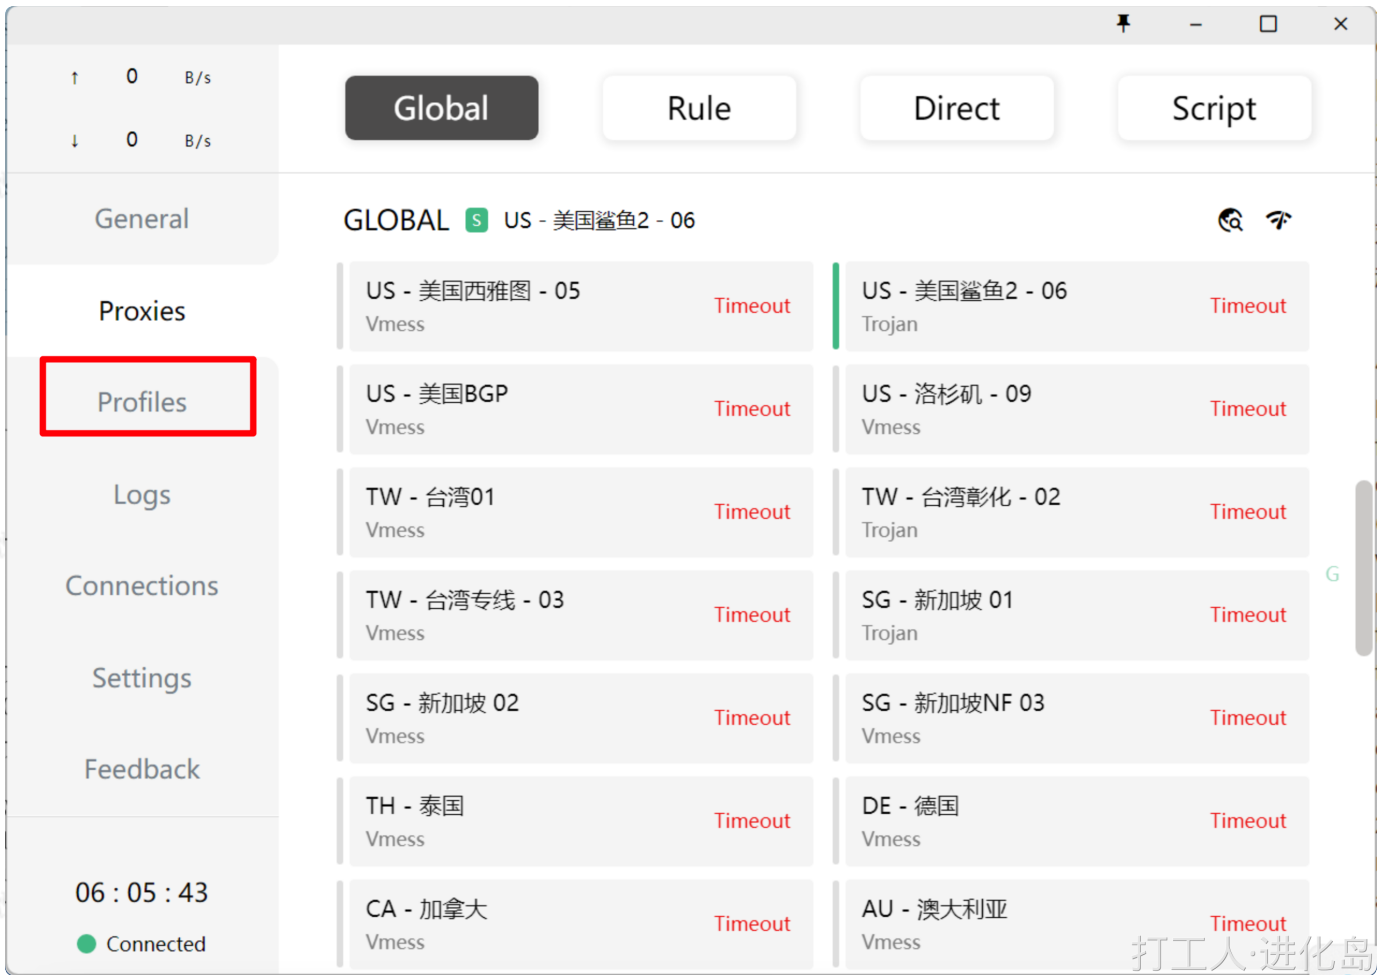 ↑ 0 B/s
↓ 0 B/s
General
Proxies
Profiles
Logs
Connections
Settings
Feedback
06 : 05 : 43
Connected
Global
Rule
Direct
Script
GLOBAL S US - 美国鲨鱼2 - 06
US - 美国西雅图 - 05
Vmess
Timeout
US - 美国鲨鱼2 - 06
Trojan
Timeout
US - 美国BGP
Vmess
Timeout
US - 洛杉矶 - 09
Vmess
Timeout
TW - 台湾01
Vmess
Timeout
TW - 台湾彰化 - 02
Trojan
Timeout
TW - 台湾专线 - 03
Vmess
Timeout
SG - 新加坡 01
Trojan
Timeout
SG - 新加坡 02
Vmess
Timeout
SG - 新加坡NF 03
Vmess
Timeout
TH - 泰国
Vmess
Timeout
DE - 德国
Vmess
Timeout
CA - 加拿大
Vmess
Timeout
AU - 澳大利亚
Vmess
Timeout
G
打工人·进化岛